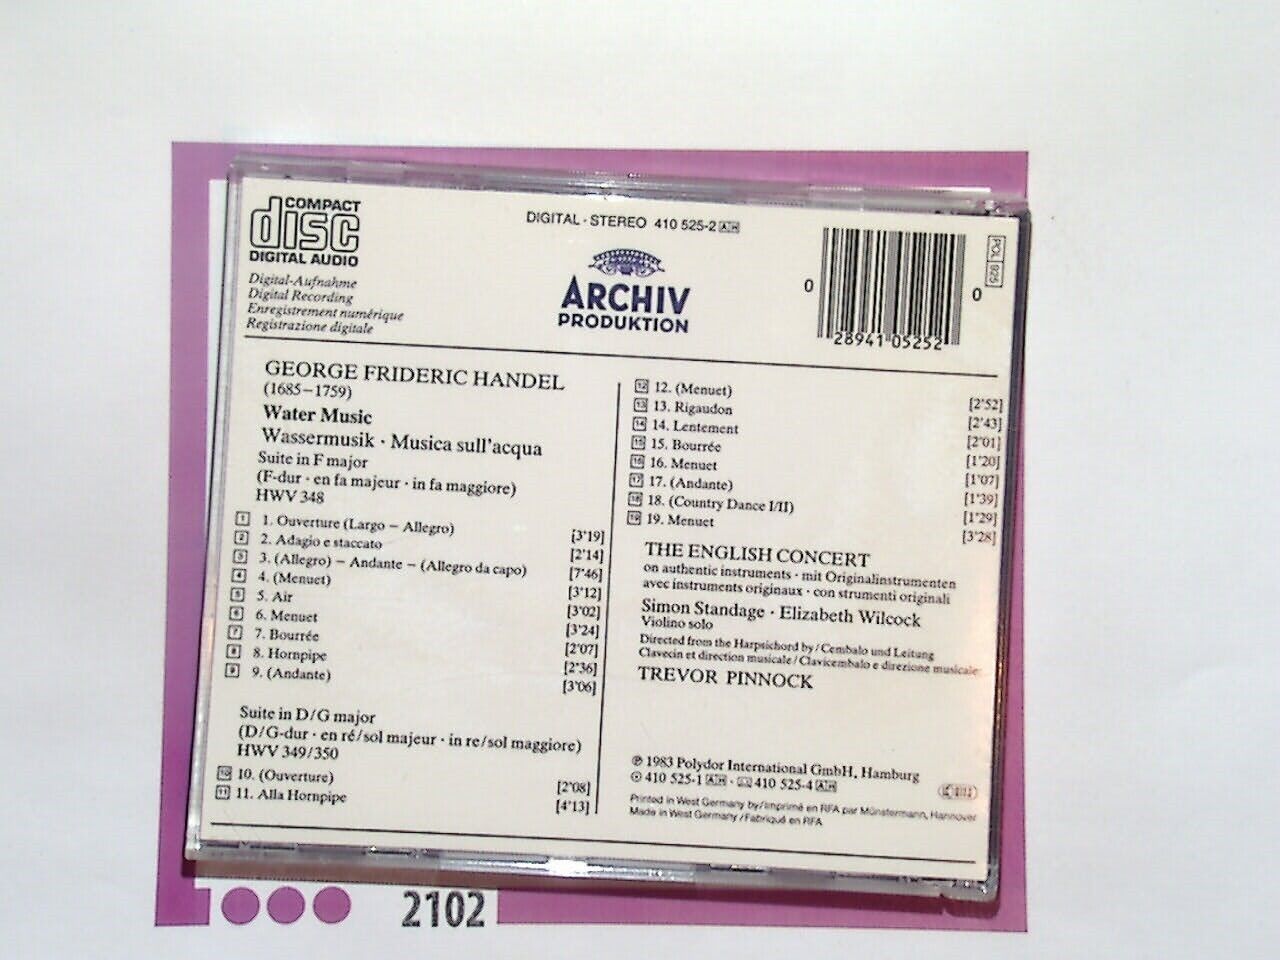 COMPACT
disc
DIGITAL AUDIO
Digital-Aufnahme
Digital Recording
Enregistrement numérique
Registrazione digitale
DIGITAL · STEREO 410 525-2 AH
ARCHIV
PRODUKTION
0 28941 05252 0
POL 925
GEORGE FRIDERIC HANDEL
(1685–1759)
Water Music
Wassermusik · Musica sull'acqua
Suite in F major
(F-dur · en fa majeur · in fa maggiore)
HWV 348
1 1. Ouverture (Largo – Allegro) [3'19]
2 2. Adagio e staccato [2'14]
3 3. (Allegro) – Andante – (Allegro da capo) [7'46]
4 4. (Menuet) [3'12]
5 5. Air [3'02]
6 6. Menuet [3'24]
7 7. Bourrée [2'07]
8 8. Hornpipe [2'36]
9 9. (Andante) [3'06]
Suite in D/G major
(D/G-dur · en ré/sol majeur · in re/sol maggiore)
HWV 349/350
10 10. (Ouverture) [2'08]
11 11. Alla Hornpipe [4'13]
12 12. (Menuet) [2'52]
13 13. Rigaudon [2'43]
14 14. Lentement [2'01]
15 15. Bourrée [1'20]
16 16. Menuet [1'07]
17 17. (Andante) [1'39]
18 18. (Country Dance I/II) [1'29]
19 19. Menuet [3'28]
THE ENGLISH CONCERT
on authentic instruments · mit Originalinstrumenten
avec instruments originaux · con strumenti originali
Simon Standage · Elizabeth Wilcock
Violino solo
Directed from the Harpsichord by/Cembalo und Leitung
Clavecin et direction musicale/Clavicembalo e direzione musicale:
TREVOR PINNOCK
℗ 1983 Polydor International GmbH, Hamburg
410 525-1 AH · 410 525-4 AH
Printed in West Germany by/Imprimé en RFA par Münstermann, Hannover
Made in West Germany/Fabriqué en RFA
2102